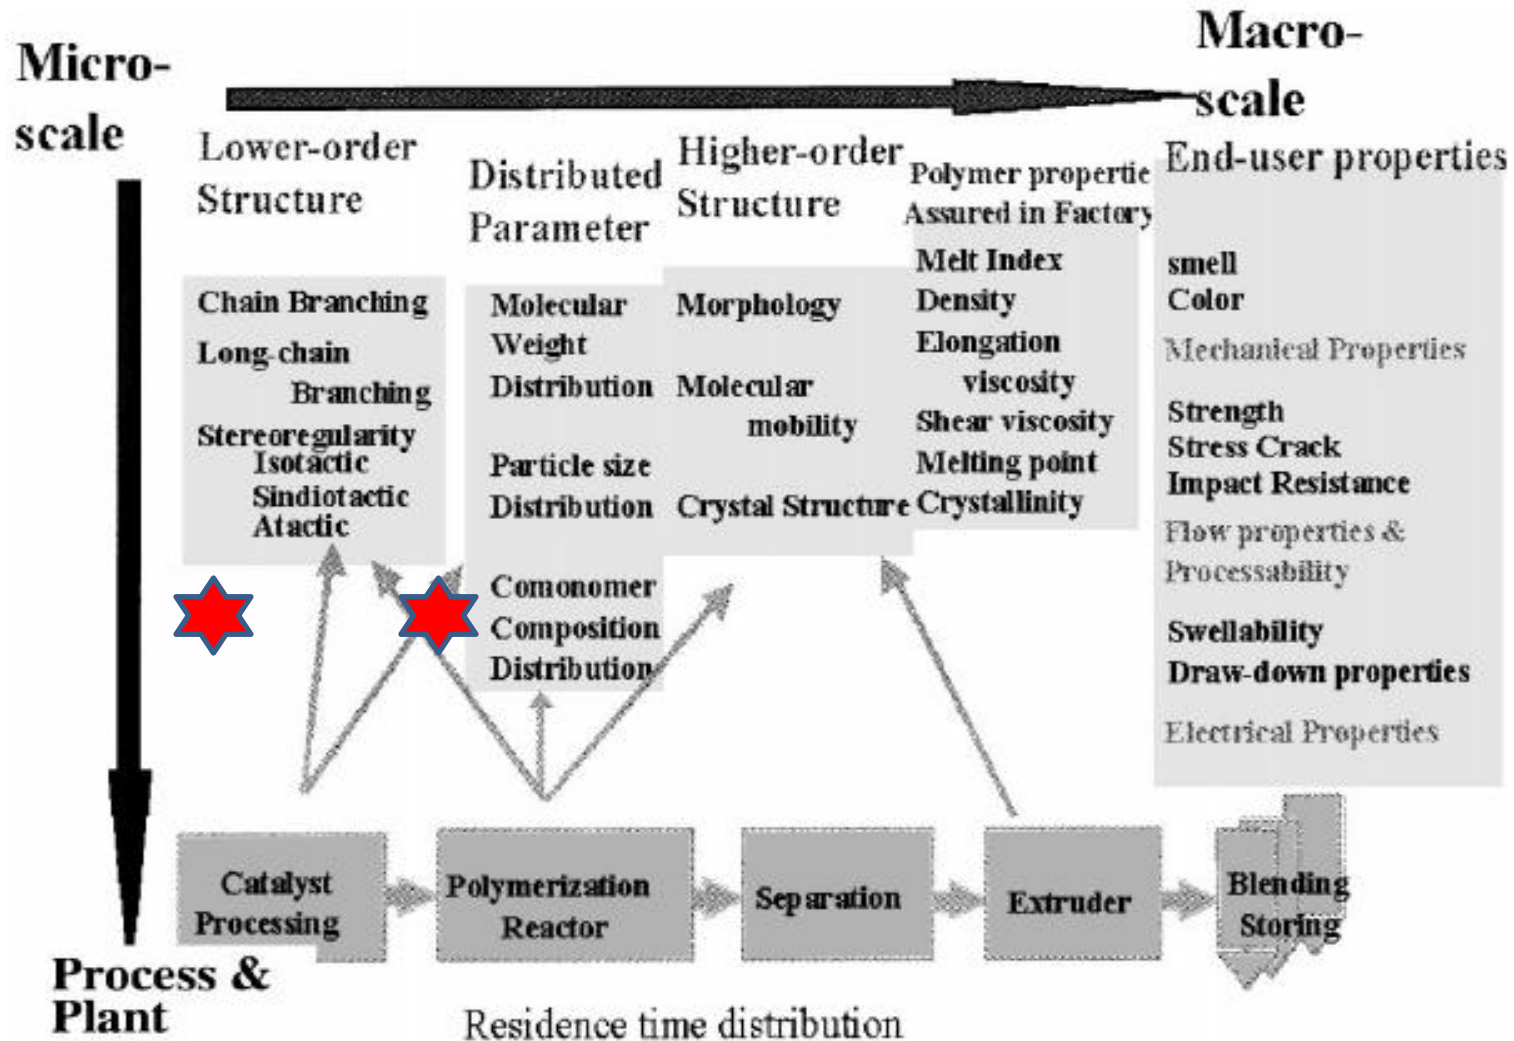 Micro-
scale
Macro-
scale
Lower-order
Structure
Chain Branching
Long-chain
Branching
Stereoregularity
Isotactic
Sindiotactic
Atactic
Distributed
Parameter
Molecular
Weight
Distribution
Particle size
Distribution
Comonomer
Composition
Distribution
Higher-order
Structure
Morphology
Molecular
mobility
Crystal Structure
Polymer propertie
Assured in Factory
Melt Index
Density
Elongation
viscosity
Shear viscosity
Melting point
Crystallinity
End-user properties
smell
Color
Mechanical Properties
Strength
Stress Crack
Impact Resistance
Flow properties &
Processability
Swellability
Draw-down properties
Electrical Properties
Catalyst
Processing
Polymerization
Reactor
Separation
Extruder
Blending
Storing
Process &
Plant
Residence time distribution